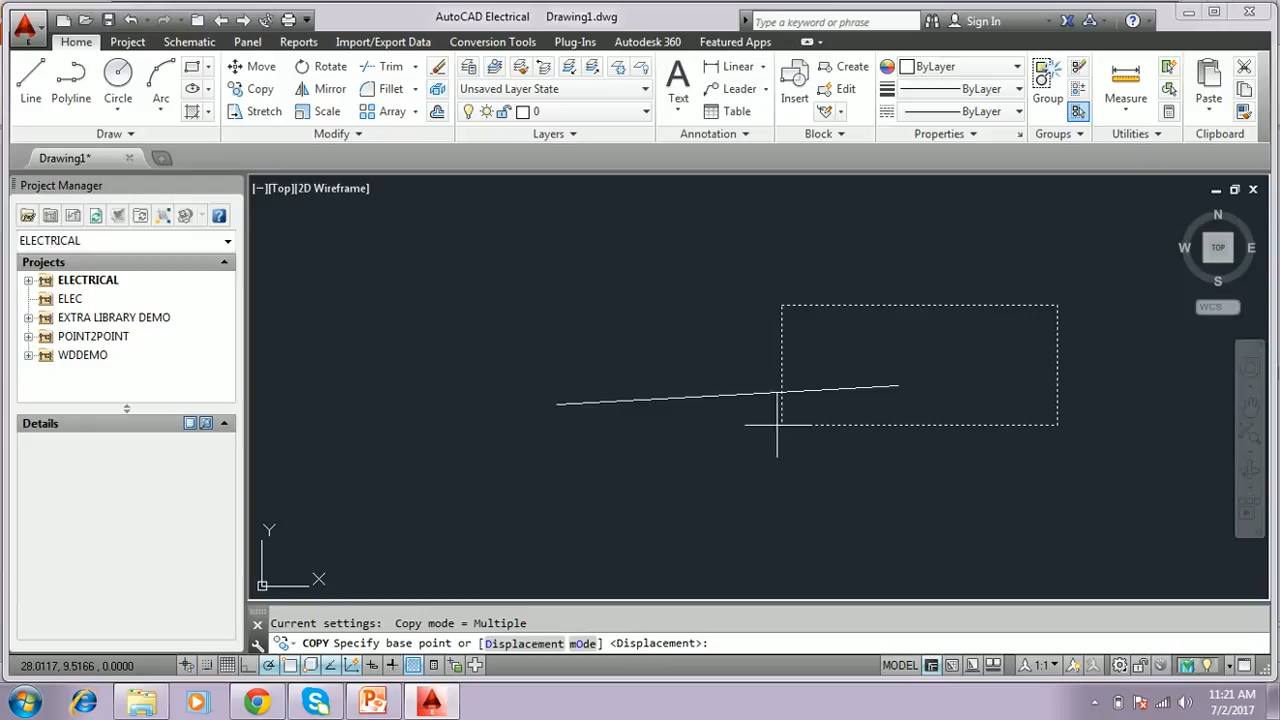 AutoCAD Electrical Drawing1.dwg
Type a keyword or phrase
Sign In
Home Project Schematic Panel Reports Import/Export Data Conversion Tools Plug-Ins Autodesk 360 Featured Apps
Line
Polyline
Circle
Arc
Draw
Move
Copy
Stretch
Rotate
Mirror
Scale
Trim
Fillet
Array
Modify
Unsaved Layer State
0
Layers
Text
Linear
Leader
Table
Annotation
Insert
Create
Edit
Block
ByLayer
ByLayer
ByLayer
Properties
Group
Groups
Measure
Utilities
Paste
Clipboard
Drawing1*
Project Manager
ELECTRICAL
Projects
ELECTRICAL
ELEC
EXTRA LIBRARY DEMO
POINT2POINT
WDDEMO
Details
[−][Top][2D Wireframe]
N
W TOP E
S
WCS
Y
X
Current settings: Copy mode = Multiple
COPY Specify base point or [Displacement mOde] <Displacement>:
28.0117, 9.5166, 0.0000
MODEL
1:1
11:21 AM
7/2/2017